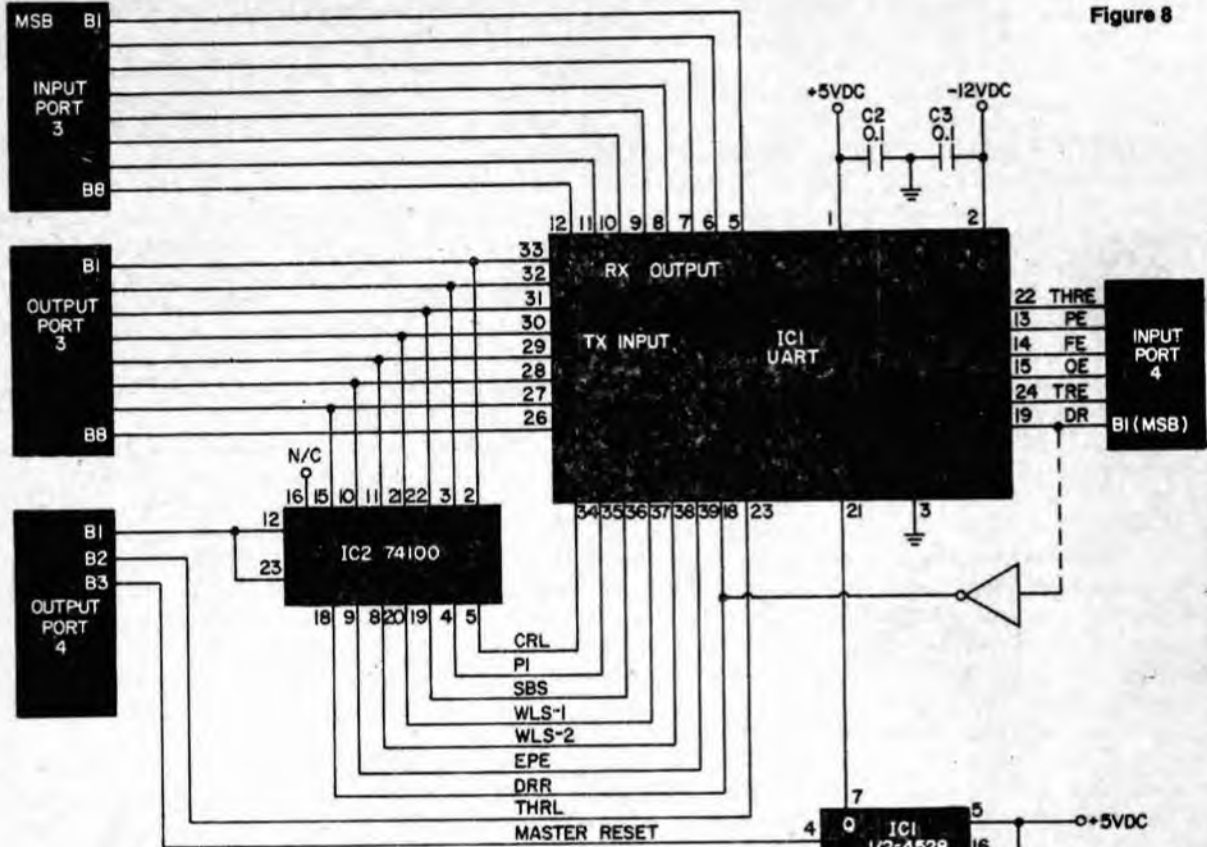 Figure 8
MSB B1
INPUT
PORT
3
B8
+5VDC
-12VDC
C2
0.1
C3
0.1
12 11 10 9 8 7 6 5
1
2
B1
OUTPUT
PORT
3
B8
33
32
31
30
29
28
27
26
RX OUTPUT
TX INPUT
IC1
UART
22 THRE
13 PE
14 FE
15 OE
24 TRE
19 DR
INPUT
PORT
4
B1 (MSB)
N/C
16 15 10 11 21 22 3 2
12
23
IC2 74100
18 9 8 20 19 4 5
B1
B2
B3
OUTPUT
PORT
4
34 35 36 37 38 39 18 23
21
3
CRL
PI
SBS
WLS-1
WLS-2
EPE
DRR
THRL
MASTER RESET
7
4
Q
IC1
1/2-4528
5
16
+5VDC